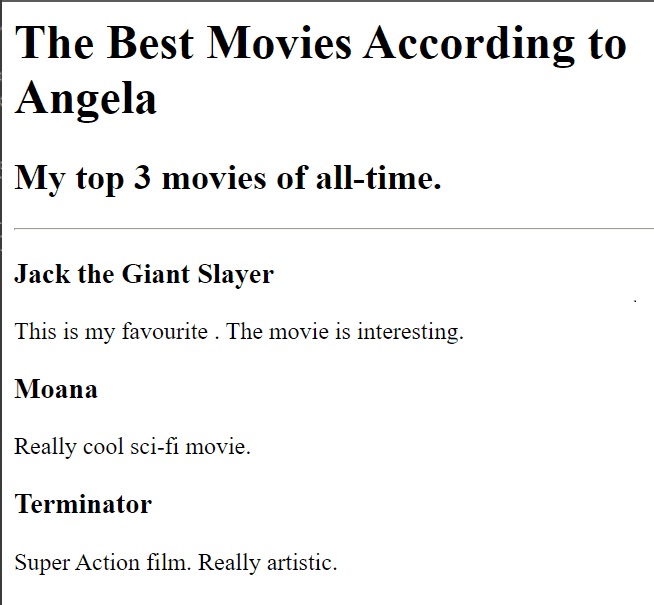 The Best Movies According to
Angela
My top 3 movies of all-time.
Jack the Giant Slayer
This is my favourite . The movie is interesting.
Moana
Really cool sci-fi movie.
Terminator
Super Action film. Really artistic.